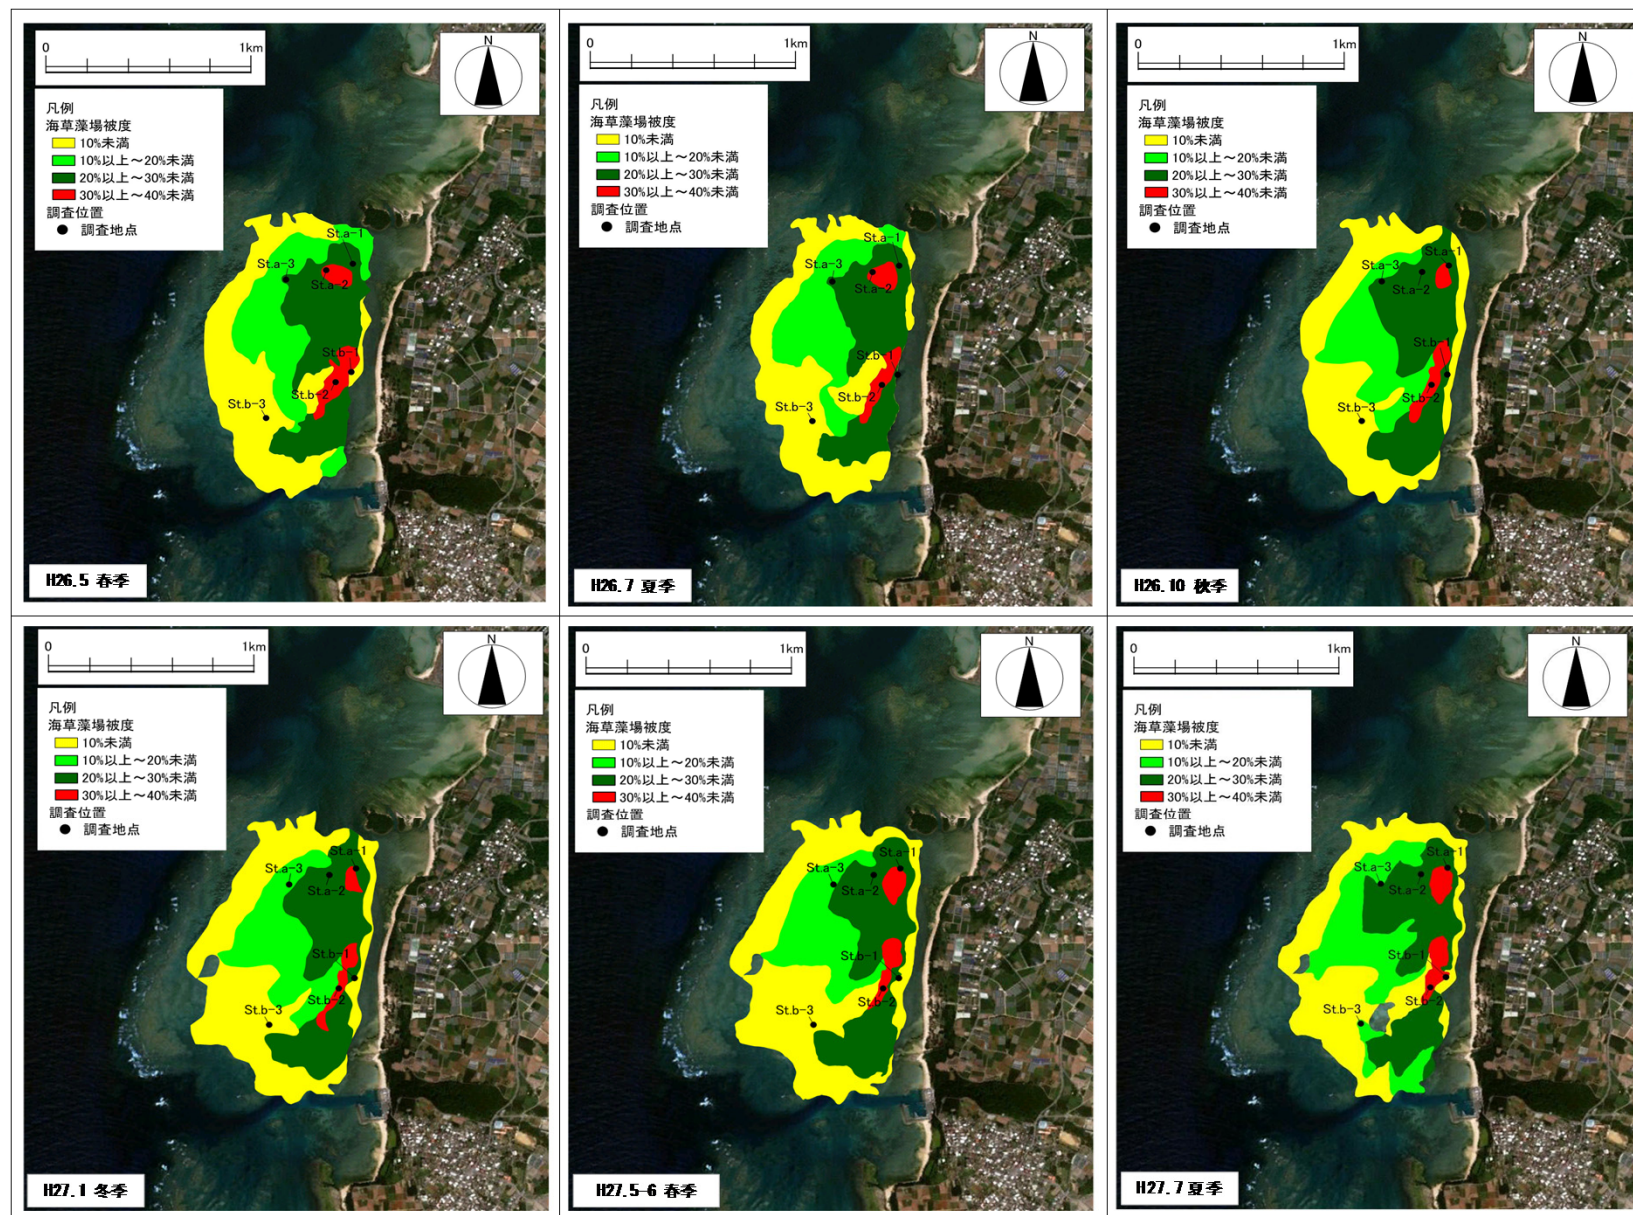 0 1km
N
凡例
海草藻場被度
10%未満
10%以上～20%未満
20%以上～30%未満
30%以上～40%未満
調査位置
調査地点
St.a-1
St.a-3
St.a-2
St.b-1
St.b-2
St.b-3
H26.5 春季
0 1km
N
凡例
海草藻場被度
10%未満
10%以上～20%未満
20%以上～30%未満
30%以上～40%未満
調査位置
調査地点
St.a-1
St.a-3
St.a-2
St.b-1
St.b-2
St.b-3
H26.7 夏季
0 1km
N
凡例
海草藻場被度
10%未満
10%以上～20%未満
20%以上～30%未満
30%以上～40%未満
調査位置
調査地点
St.a-1
St.a-3
St.a-2
St.b-1
St.b-2
St.b-3
H26.10 秋季
0 1km
N
凡例
海草藻場被度
10%未満
10%以上～20%未満
20%以上～30%未満
30%以上～40%未満
調査位置
調査地点
St.a-1
St.a-3
St.a-2
St.b-1
St.b-2
St.b-3
H27.1 冬季
0 1km
N
凡例
海草藻場被度
10%未満
10%以上～20%未満
20%以上～30%未満
30%以上～40%未満
調査位置
調査地点
St.a-1
St.a-3
St.a-2
St.b-1
St.b-2
St.b-3
H27.5-6 春季
0 1km
N
凡例
海草藻場被度
10%未満
10%以上～20%未満
20%以上～30%未満
30%以上～40%未満
調査位置
調査地点
St.a-1
St.a-3
St.a-2
St.b-1
St.b-2
St.b-3
H27.7 夏季